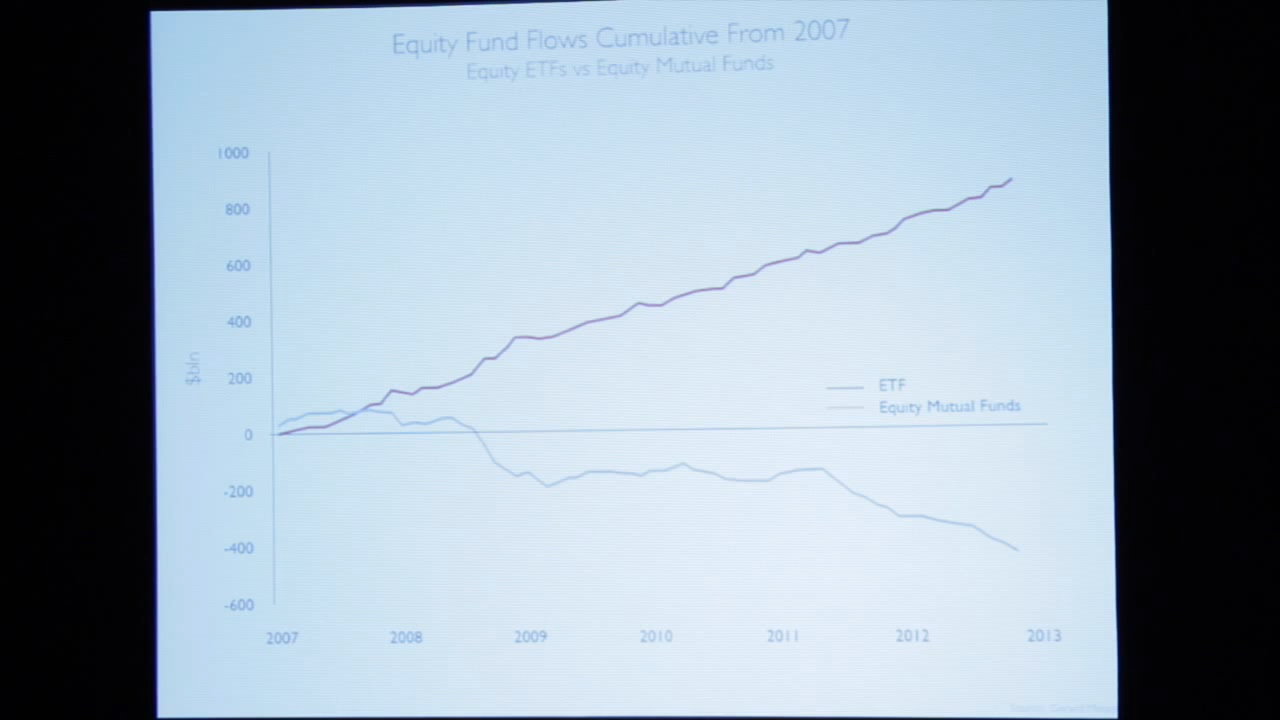 Equity Fund Flows Cumulative From 2007
Equity ETFs vs Equity Mutual Funds
1000
800
600
400
200
0
-200
-400
-600
$bln
ETF
Equity Mutual Funds
2007 2008 2009 2010 2011 2012 2013
Source: